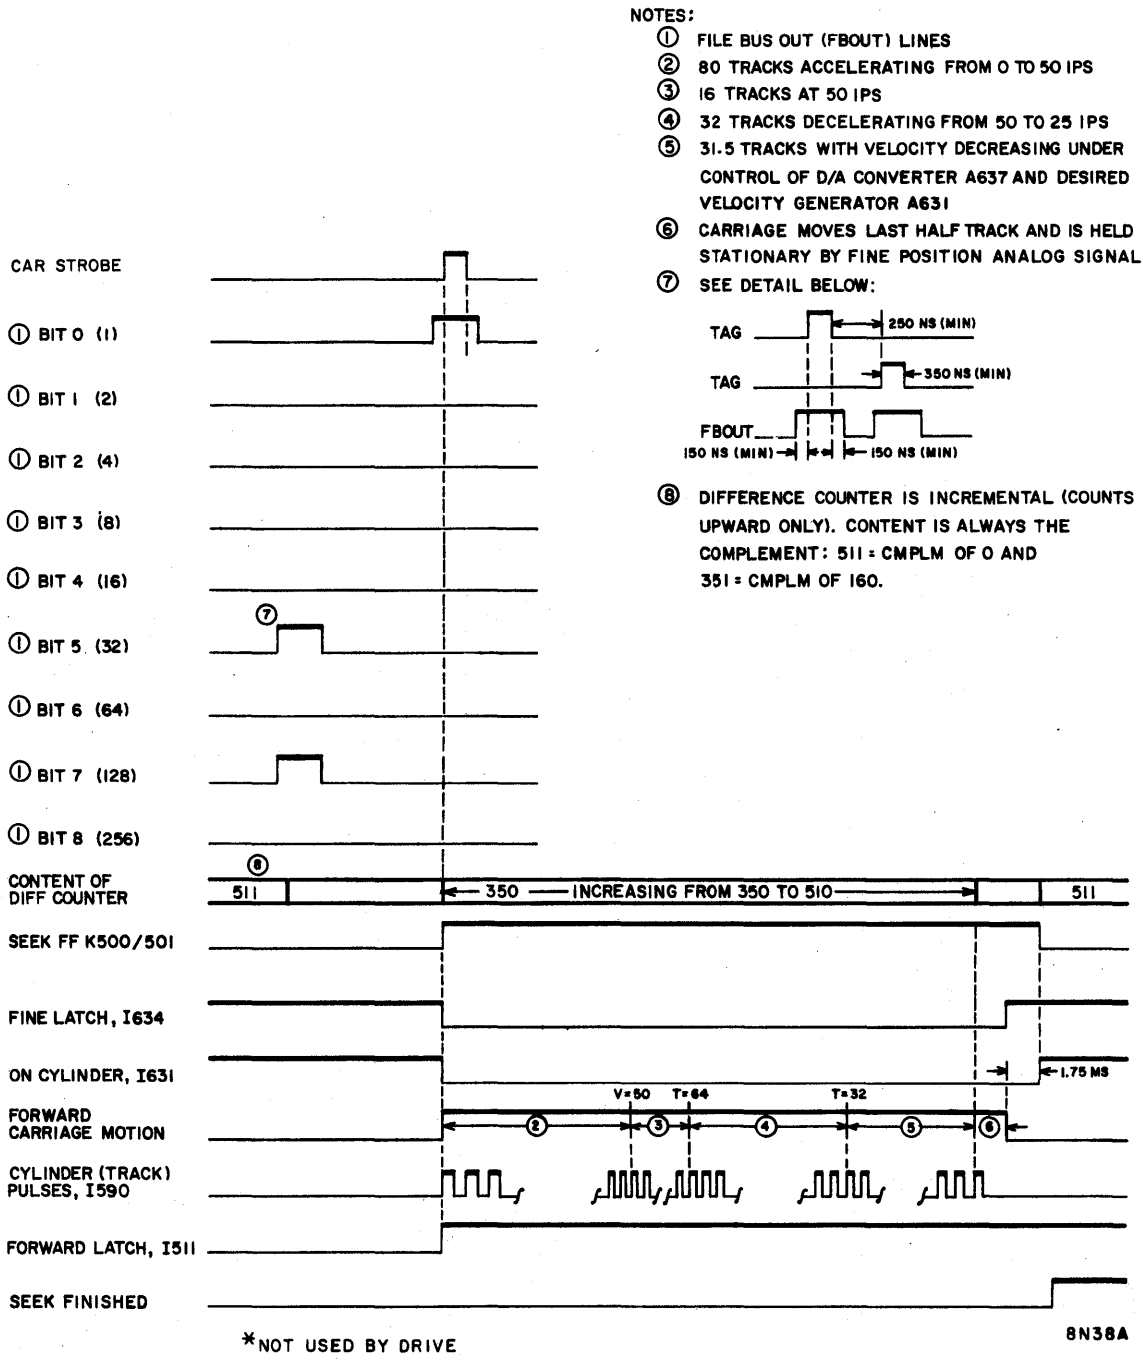 NOTES:
① FILE BUS OUT (FBOUT) LINES
② 80 TRACKS ACCELERATING FROM 0 TO 50 IPS
③ 16 TRACKS AT 50 IPS
④ 32 TRACKS DECELERATING FROM 50 TO 25 IPS
⑤ 31.5 TRACKS WITH VELOCITY DECREASING UNDER
CONTROL OF D/A CONVERTER A637 AND DESIRED
VELOCITY GENERATOR A631
⑥ CARRIAGE MOVES LAST HALF TRACK AND IS HELD
STATIONARY BY FINE POSITION ANALOG SIGNAL
⑦ SEE DETAIL BELOW:
TAG
250 NS (MIN)
TAG
350 NS (MIN)
FBOUT
150 NS (MIN)
150 NS (MIN)
⑧ DIFFERENCE COUNTER IS INCREMENTAL (COUNTS
UPWARD ONLY). CONTENT IS ALWAYS THE
COMPLEMENT: 511 = CMPLM OF 0 AND
351 = CMPLM OF 160.
CAR STROBE
① BIT 0 (1)
① BIT 1 (2)
① BIT 2 (4)
① BIT 3 (8)
① BIT 4 (16)
⑦
① BIT 5 (32)
① BIT 6 (64)
① BIT 7 (128)
① BIT 8 (256)
⑧
CONTENT OF
DIFF COUNTER
511
350
INCREASING FROM 350 TO 510
511
SEEK FF K500/501
FINE LATCH, I634
ON CYLINDER, I631
1.75 MS
V=50 T=64 T=32
FORWARD
CARRIAGE MOTION
② ③ ④ ⑤ ⑥
CYLINDER (TRACK)
PULSES, I590
FORWARD LATCH, I511
SEEK FINISHED
*NOT USED BY DRIVE
8N38A